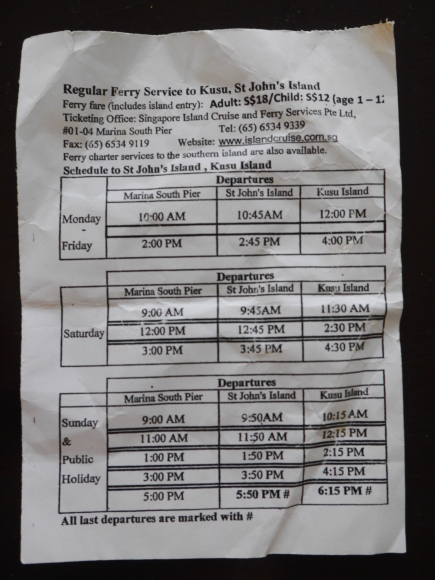 Regular Ferry Service to Kusu, St John's Island
Ferry fare (includes island entry): Adult: S$18/Child: S$12 (age 1 – 12
Ticketing Office: Singapore Island Cruise and Ferry Services Pte Ltd,
#01-04 Marina South Pier Tel: (65) 6534 9339
Fax: (65) 6534 9119 Website: www.islandcruise.com.sg
Ferry charter services to the southern island are also available.
Schedule to St John's Island , Kusu Island
Departures
Marina South Pier St John's Island Kusu Island
Monday - Friday
10:00 AM 10:45AM 12:00 PM
2:00 PM 2:45 PM 4:00 PM
Departures
Marina South Pier St John's Island Kusu Island
Saturday
9:00 AM 9:45AM 11:30 AM
12:00 PM 12:45 PM 2:30 PM
3:00 PM 3:45 PM 4:30 PM
Departures
Marina South Pier St John's Island Kusu Island
Sunday & Public Holiday
9:00 AM 9:50AM 10:15 AM
11:00 AM 11:50 AM 12:15 PM
1:00 PM 1:50 PM 2:15 PM
3:00 PM 3:50 PM 4:15 PM
5:00 PM 5:50 PM # 6:15 PM #
All last departures are marked with #